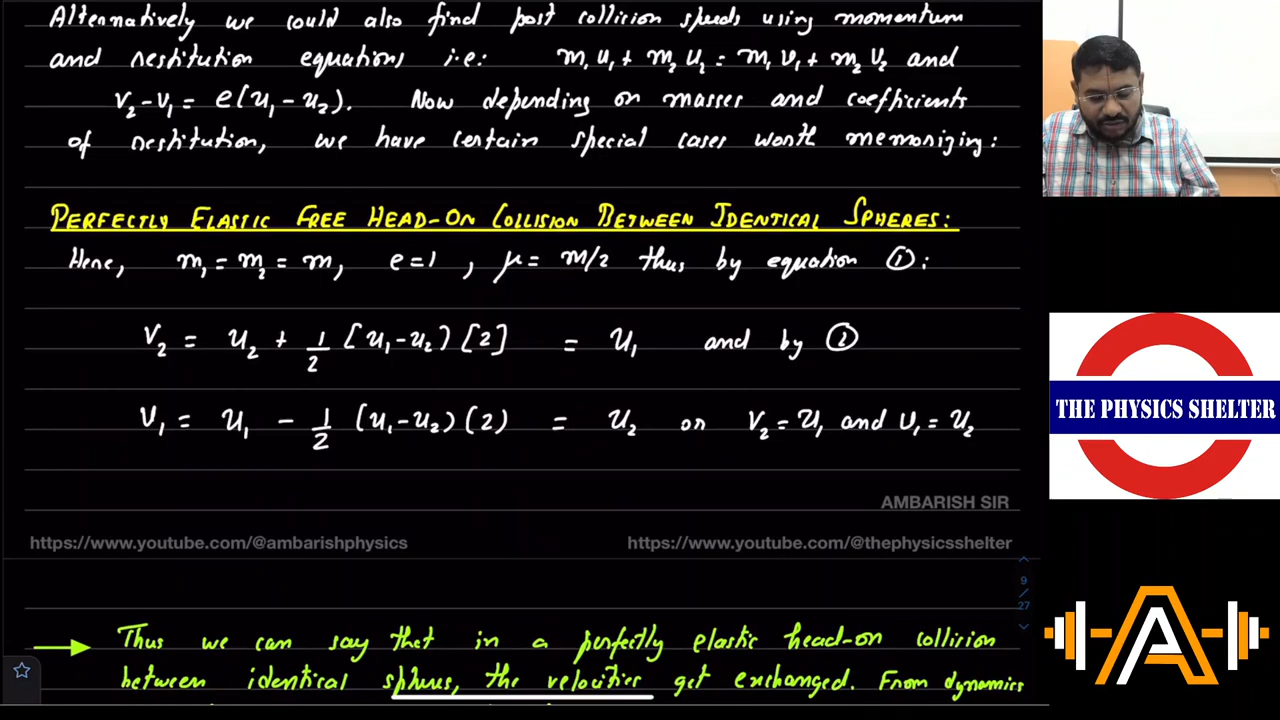 Alternatively we could also find post collision speeds using momentum
and restitution equations i.e: m₁u₁ + m₂u₂ = m₁v₁ + m₂v₂ and
v₂-v₁ = e(u₁-u₂). Now depending on masses and coefficients
of restitution, we have certain special cases worth memorizing:
PERFECTLY ELASTIC FREE HEAD-ON COLLISION BETWEEN IDENTICAL SPHERES:
Here, m₁ = m₂ = m, e=1, μ = m/2 thus by equation ①:
v₂ = u₂ + 1/2 [u₁-u₂)[2] = u₁ and by ②
v₁ = u₁ - 1/2 (u₁-u₂)(2) = u₂ or v₂ = u₁ and v₁ = u₂
THE PHYSICS SHELTER
AMBARISH SIR
https://www.youtube.com/@ambarishphysics https://www.youtube.com/@thephysicsshelter
9
/
27
→ Thus we can say that in a perfectly elastic head-on collision
between identical spheres, the velocities get exchanged. From dynamics
A